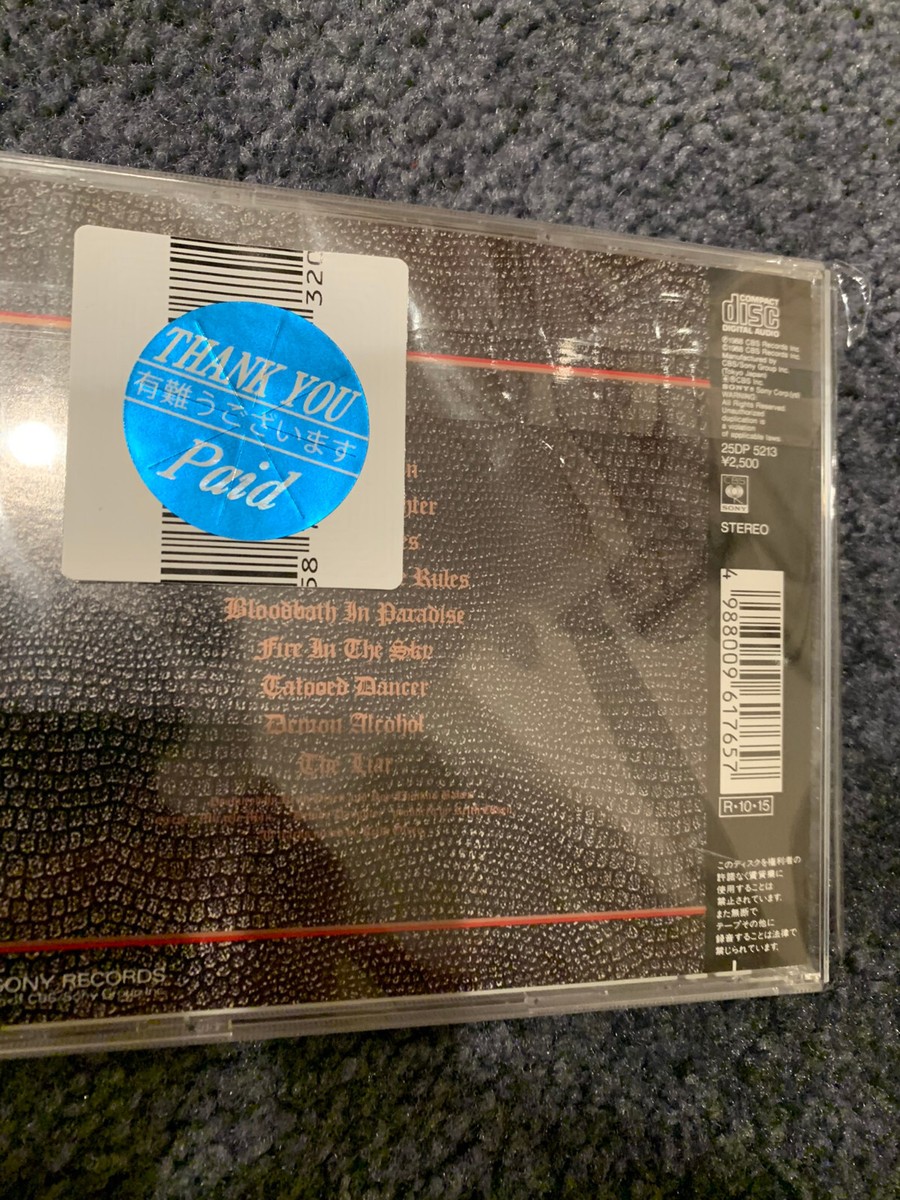 320
THANK YOU
有難うございます
Paid
58
n
hter
s
Rules
Bloodbath In Paradise
Fire In The Sky
Tattooed Dancer
Demon Alcohol
The Liar
SONY RECORDS
COMPACT
disc
DIGITAL AUDIO
WARNING
All Rights Reserved.
Unauthorized
duplication is
a violation
of applicable laws.
25DP 5213
¥2,500
CBS
SONY
STEREO
4 988009 617657
R・10・15
このディスクを権利者の
許諾なく賃貸業に
使用することは
禁止されています。
また無断で
テープその他に
録音することは法律で
禁じられています。